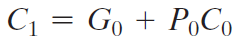 C₁ = G₀ + P₀C₀